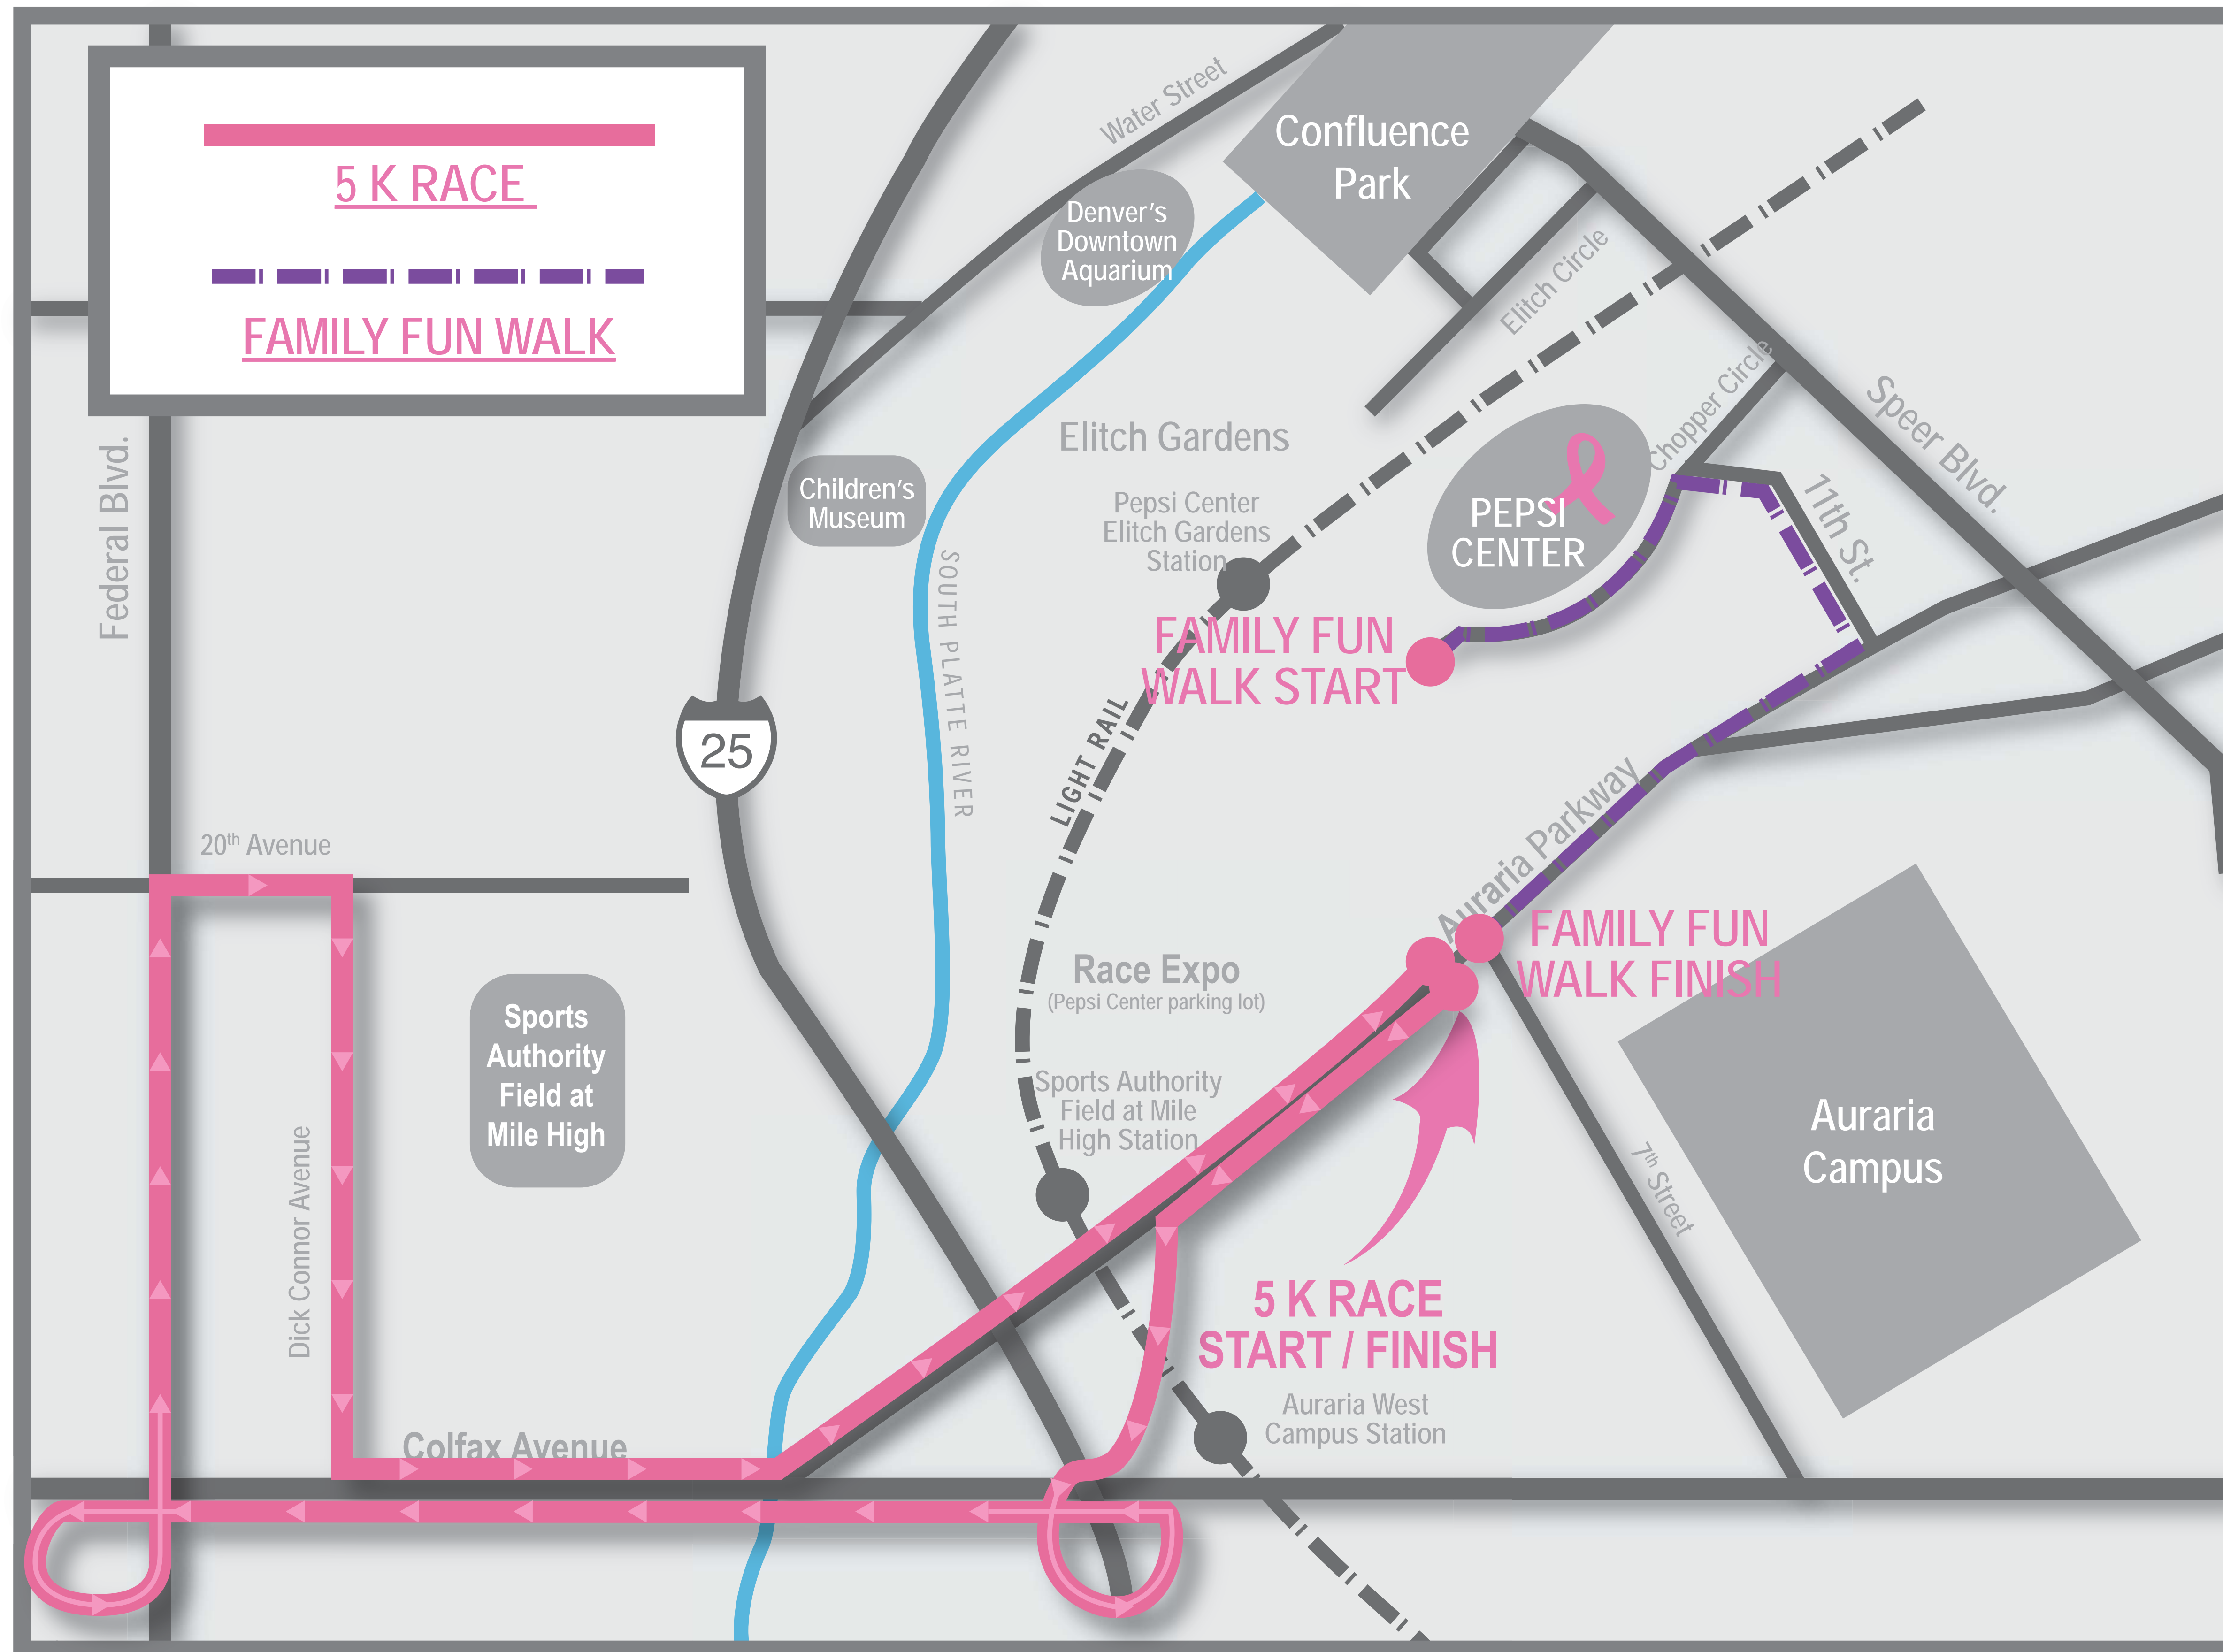 5 K RACE
FAMILY FUN WALK
Water Street
Confluence
Park
Denver's
Downtown
Aquarium
Elitch Circle
Chopper Circle
Speer Blvd.
11th St.
Federal Blvd.
Children's
Museum
Elitch Gardens
Pepsi Center
Elitch Gardens
Station
PEPSI
CENTER
SOUTH PLATTE RIVER
FAMILY FUN
WALK START
25
LIGHT RAIL
20th Avenue
Auraria Parkway
FAMILY FUN
WALK FINISH
Race Expo
(Pepsi Center parking lot)
Sports
Authority
Field at
Mile High
Sports Authority
Field at Mile
High Station
Auraria
Campus
7th Street
Dick Connor Avenue
5 K RACE
START / FINISH
Auraria West
Campus Station
Colfax Avenue